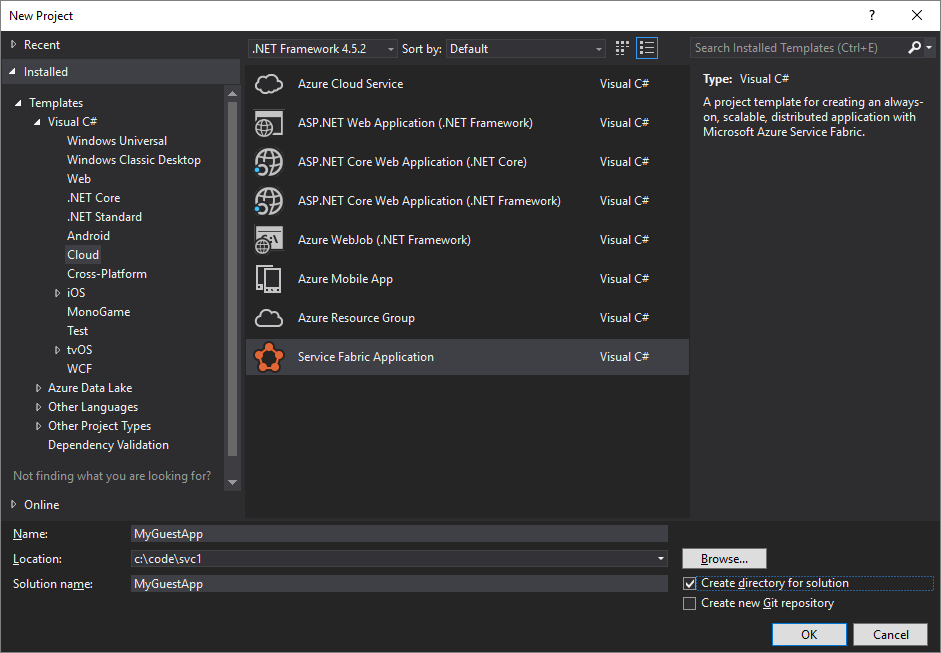 New Project
?
Recent
Installed
Templates
Visual C#
Windows Universal
Windows Classic Desktop
Web
.NET Core
.NET Standard
Android
Cloud
Cross-Platform
iOS
MonoGame
Test
tvOS
WCF
Azure Data Lake
Other Languages
Other Project Types
Dependency Validation
Not finding what you are looking for?
Online
.NET Framework 4.5.2 Sort by: Default
Azure Cloud Service Visual C#
ASP.NET Web Application (.NET Framework) Visual C#
ASP.NET Core Web Application (.NET Core) Visual C#
ASP.NET Core Web Application (.NET Framework) Visual C#
Azure WebJob (.NET Framework) Visual C#
Azure Mobile App Visual C#
Azure Resource Group Visual C#
Service Fabric Application Visual C#
Search Installed Templates (Ctrl+E)
Type: Visual C#
A project template for creating an always-
on, scalable, distributed application with
Microsoft Azure Service Fabric.
Name: MyGuestApp
Location: c:\code\svc1 Browse...
Solution name: MyGuestApp
Create directory for solution
Create new Git repository
OK Cancel